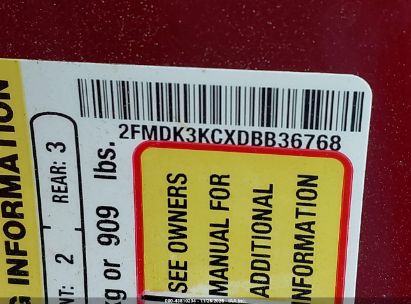 2FMDK3KCXDBB36768
G INFORMATION
NT: 2 REAR: 3
kg or 909 lbs.
SEE OWNERS
MANUAL FOR
ADDITIONAL
INFORMATION